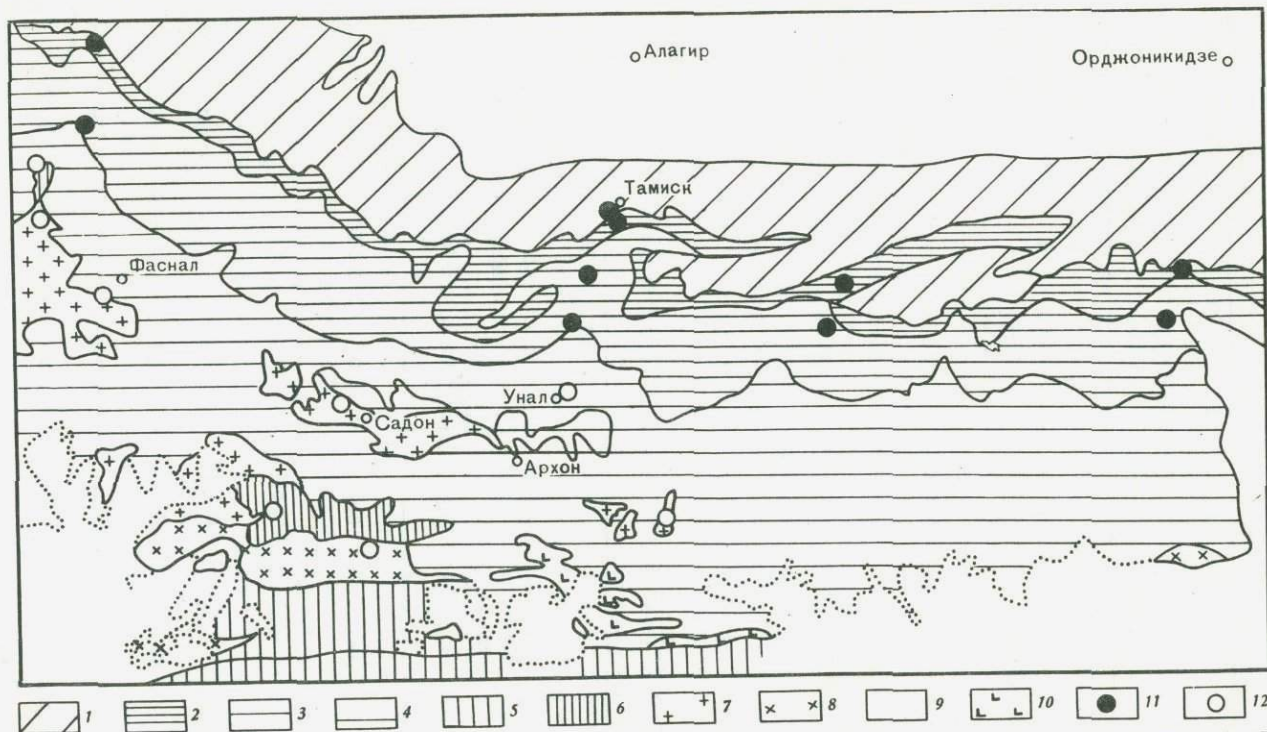 Алагир
Орджоникидзе
Тамиск
Фаснал
Унал
Садон
Архон
1 2 3 4 5 6 7 8 9 10 11 12